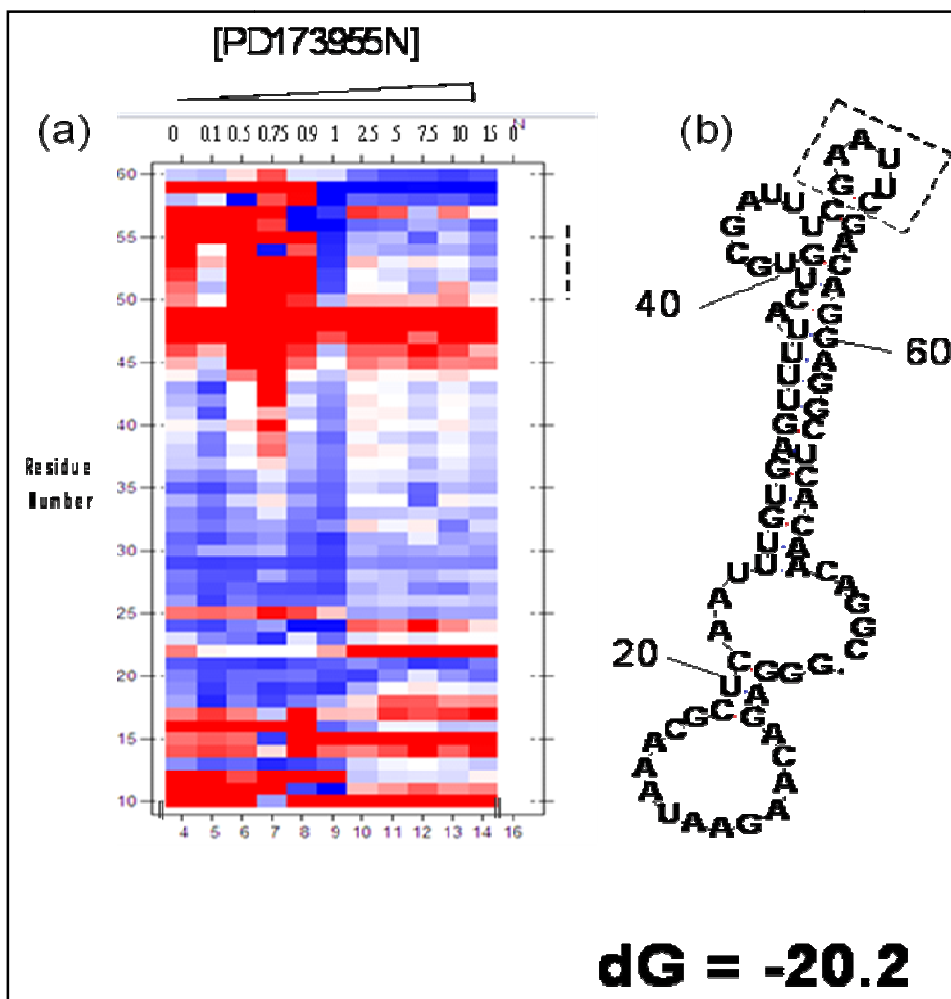 [PD173955N]
(a)
(b)
0 0.1 0.5 0.75 0.9 1 2.5 5 7.5 10 15 0 N
60
55
50
45
40
35
30
25
20
15
10
Residue
Number
4 5 6 7 8 9 10 11 12 13 14 16
G A A U U C
C G A U U U
40
60
C A G G C
U A A C U C G C A A A U A A G A A C A G A G G G
20
dG = -20.2